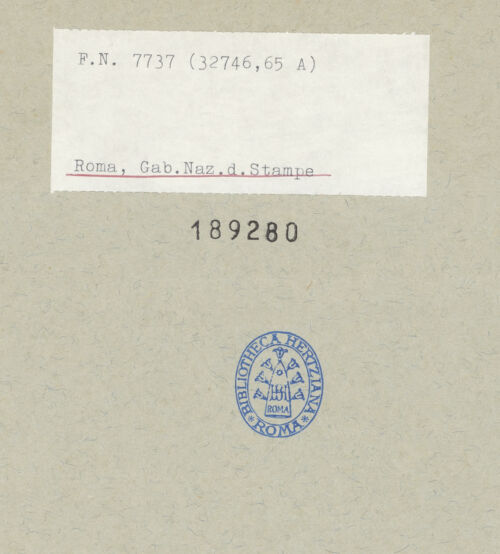 F.N. 7737 (32746,65 A)
Roma, Gab.Naz.d.Stampe
189280
BIBLIOTHECA HERTZIANA
ROMA
* ROMA *